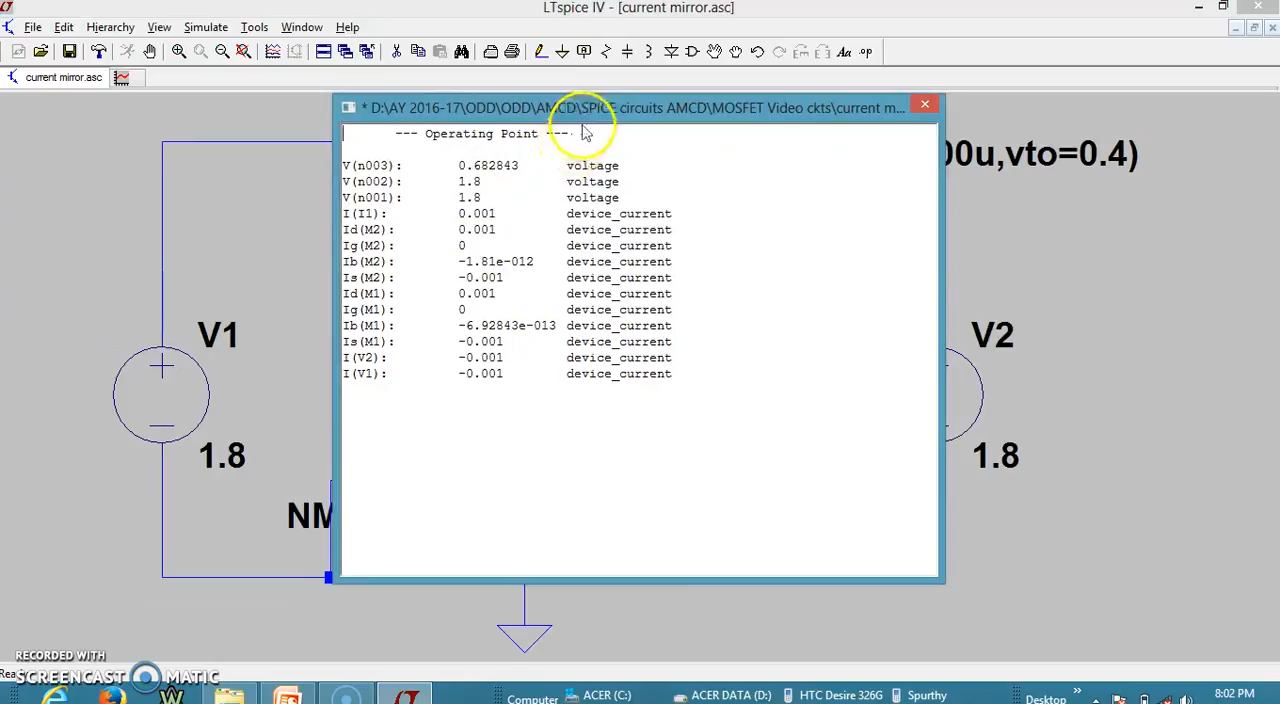 LTspice IV - [current mirror.asc]
File Edit Hierarchy View Simulate Tools Window Help
current mirror.asc
* D:\AY 2016-17\ODD\ODD\AMCD\SPICE circuits AMCD\MOSFET Video ckts\current m...
--- Operating Point ---
V(n003): 0.682843 voltage
V(n002): 1.8 voltage
V(n001): 1.8 voltage
I(I1): 0.001 device_current
Id(M2): 0.001 device_current
Ig(M2): 0 device_current
Ib(M2): -1.81e-012 device_current
Is(M2): -0.001 device_current
Id(M1): 0.001 device_current
Ig(M1): 0 device_current
Ib(M1): -6.92843e-013 device_current
Is(M1): -0.001 device_current
I(V2): -0.001 device_current
I(V1): -0.001 device_current
00u,vto=0.4)
V1
1.8
V2
1.8
NM
RECORDED WITH
SCREENCAST MATIC
Computer ACER (C:) ACER DATA (D:) HTC Desire 326G Spurthy Desktop
8:02 PM